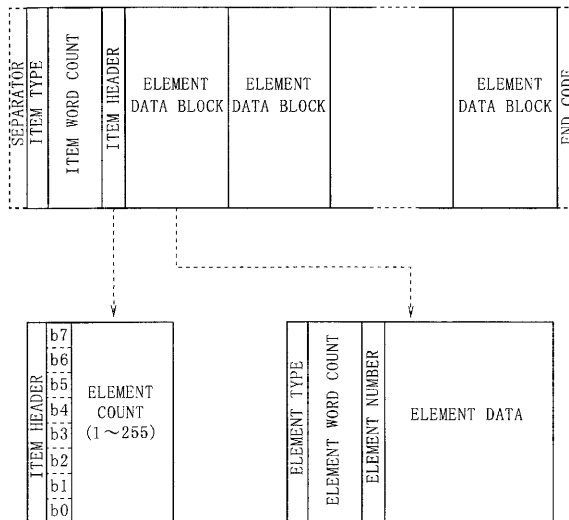 SEPARATOR
ITEM TYPE
ITEM WORD COUNT
ITEM HEADER
ELEMENT
DATA BLOCK
ELEMENT
DATA BLOCK
ELEMENT
DATA BLOCK
END CODE
ITEM HEADER
b7
b6
b5
b4
b3
b2
b1
b0
ELEMENT
COUNT
(1～255)
ELEMENT TYPE
ELEMENT WORD COUNT
ELEMENT NUMBER
ELEMENT DATA